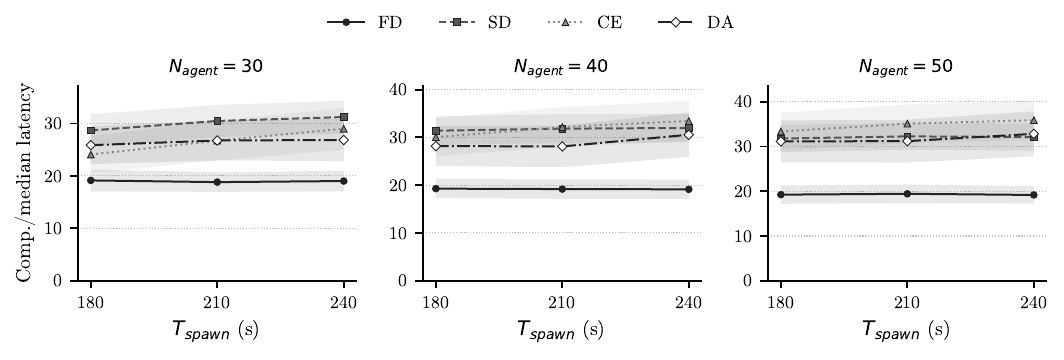 FD SD CE DA
N_agent = 30
N_agent = 40
N_agent = 50
Comp./median latency
30
20
10
0
180 210 240
T_spawn (s)
40
30
20
10
0
180 210 240
T_spawn (s)
40
30
20
10
0
180 210 240
T_spawn (s)